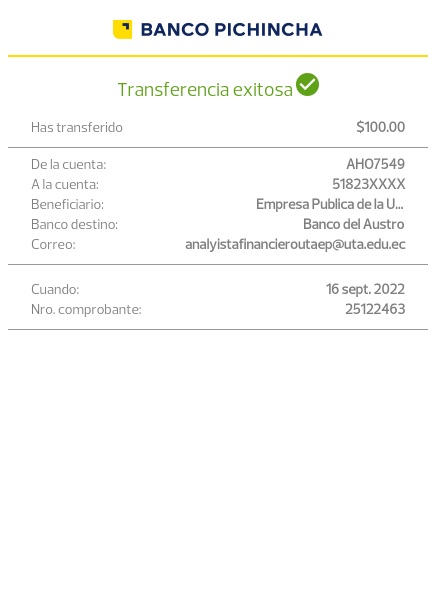 BANCO PICHINCHA
Transferencia exitosa
Has transferido $100.00
De la cuenta: AHO7549
A la cuenta: 51823XXXX
Beneficiario: Empresa Publica de la U...
Banco destino: Banco del Austro
Correo: analyistafinancieroutaep@uta.edu.ec
Cuando: 16 sept. 2022
Nro. comprobante: 25122463